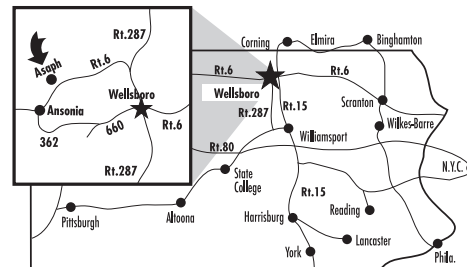 Rt.287
Rt.6
Asaph
Wellsboro
Ansonia
660
Rt.6
362
Rt.287
Corning
Elmira
Binghamton
Rt.6
Rt.6
Wellsboro
Rt.15
Rt.287
Scranton
Williamsport
Wilkes-Barre
Rt.80
N.Y.C.
State
College
Rt.15
Pittsburgh
Altoona
Harrisburg
Reading
Lancaster
York
Phila.